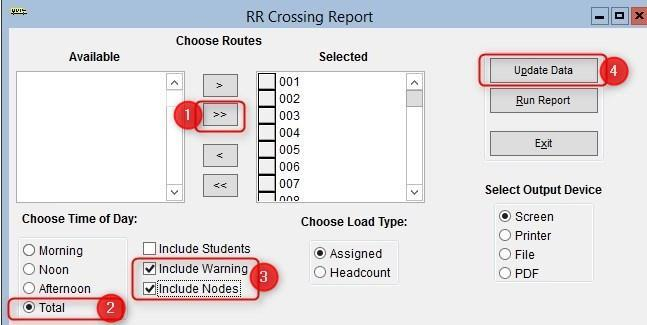 RR Crossing Report
Choose Routes
Available
Selected
>
>>
<
<<
1
001
002
003
004
005
006
007
008
Update Data
4
Run Report
Exit
Select Output Device
Screen
Printer
File
PDF
Choose Time of Day:
Morning
Noon
Afternoon
Total
2
Include Students
Include Warning
Include Nodes
3
Choose Load Type:
Assigned
Headcount